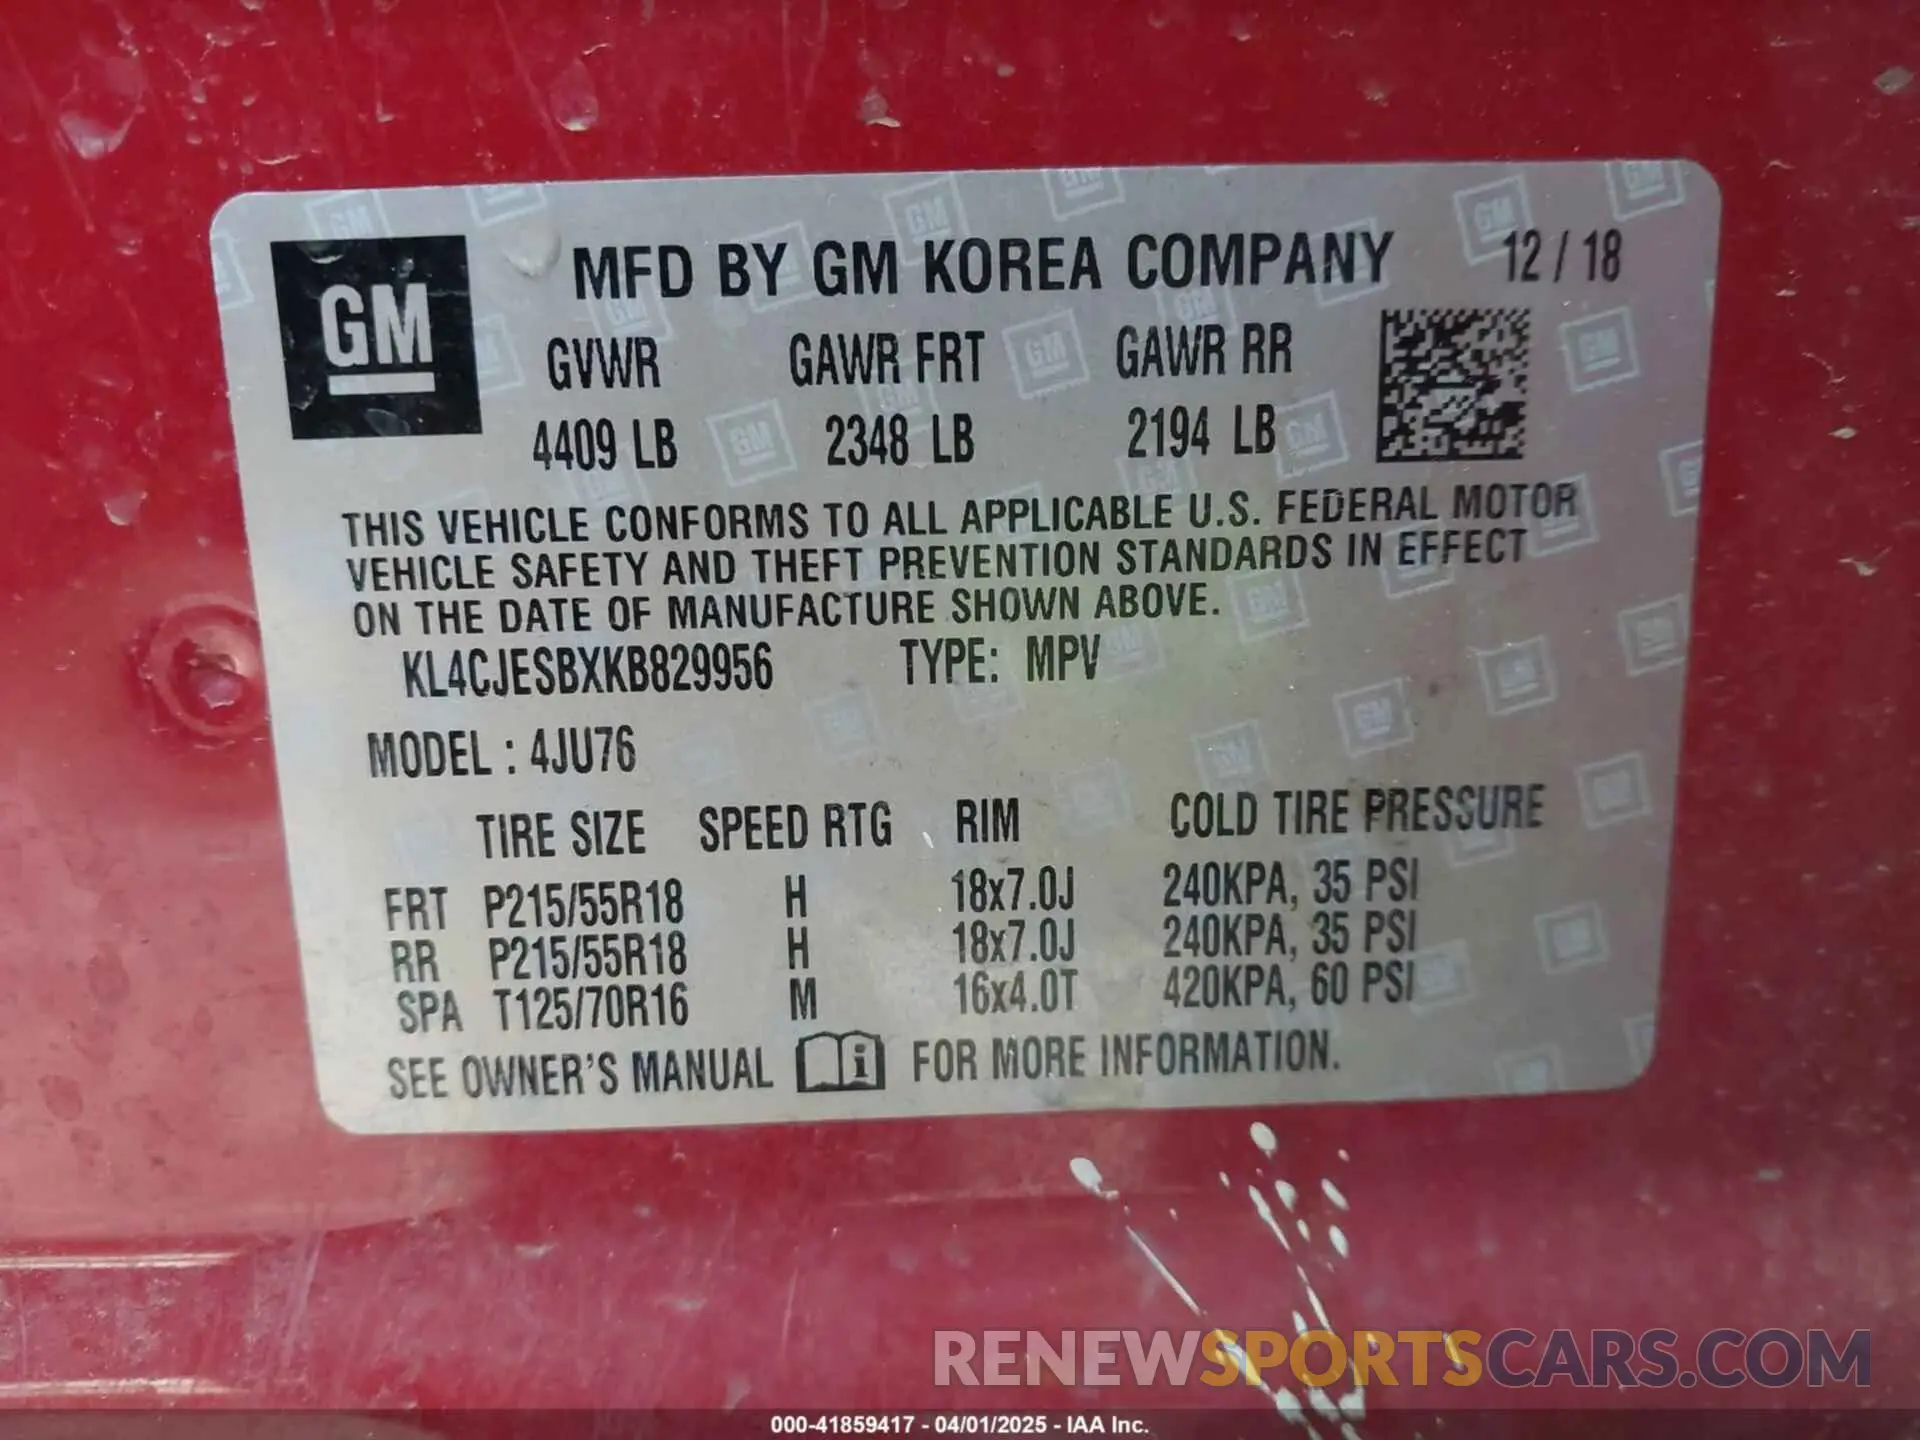 GM
MFD BY GM KOREA COMPANY 12 / 18
GVWR GAWR FRT GAWR RR
4409 LB 2348 LB 2194 LB
THIS VEHICLE CONFORMS TO ALL APPLICABLE U.S. FEDERAL MOTOR
VEHICLE SAFETY AND THEFT PREVENTION STANDARDS IN EFFECT
ON THE DATE OF MANUFACTURE SHOWN ABOVE.
KL4CJESBXKB829956 TYPE: MPV
MODEL : 4JU76
TIRE SIZE SPEED RTG RIM COLD TIRE PRESSURE
FRT P215/55R18 H 18x7.0J 240KPA, 35 PSI
RR P215/55R18 H 18x7.0J 240KPA, 35 PSI
SPA T125/70R16 M 16x4.0T 420KPA, 60 PSI
SEE OWNER'S MANUAL i FOR MORE INFORMATION.
RENEWSPORTSCARS.COM
000-41859417 - 04/01/2025 - IAA Inc.